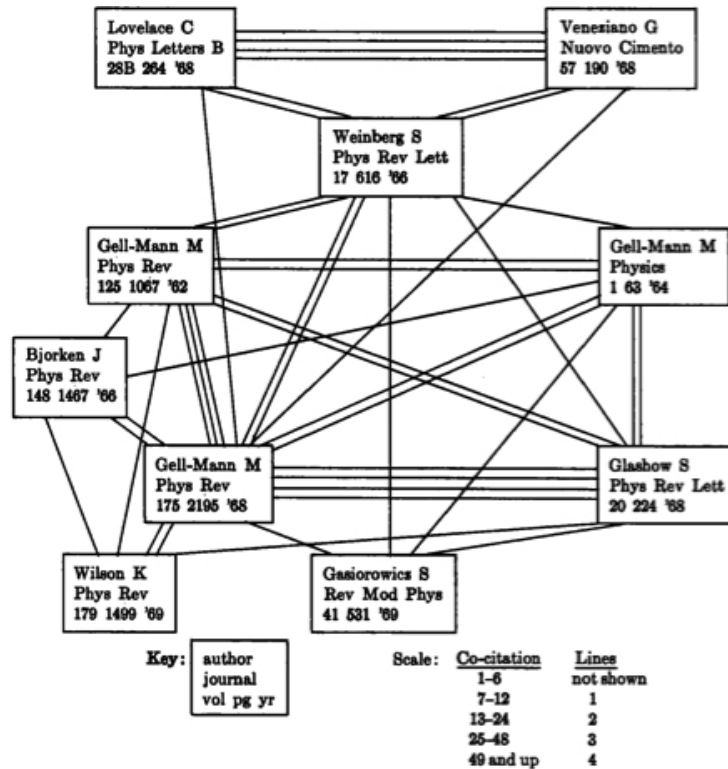 Lovelace C
Phys Letters B
28B 264 '68
Veneziano G
Nuovo Cimento
57 190 '68
Weinberg S
Phys Rev Lett
17 616 '66
Gell-Mann M
Phys Rev
125 1067 '62
Gell-Mann M
Physics
1 63 '64
Bjorken J
Phys Rev
148 1467 '66
Gell-Mann M
Phys Rev
175 2195 '68
Glashow S
Phys Rev Lett
20 224 '68
Wilson K
Phys Rev
179 1499 '69
Gasiorowics S
Rev Mod Phys
41 531 '69
Key:
author
journal
vol pg yr
Scale: Co-citation Lines
1-6 not shown
7-12 1
13-24 2
25-48 3
49 and up 4